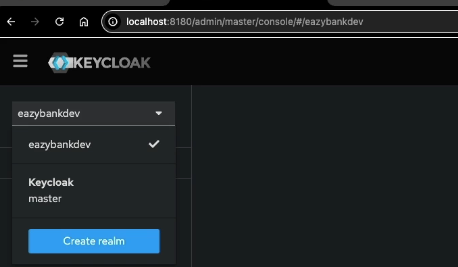 localhost:8180/admin/master/console/#/eazybankdev
KEYCLOAK
eazybankdev
eazybankdev
Keycloak
master
Create realm